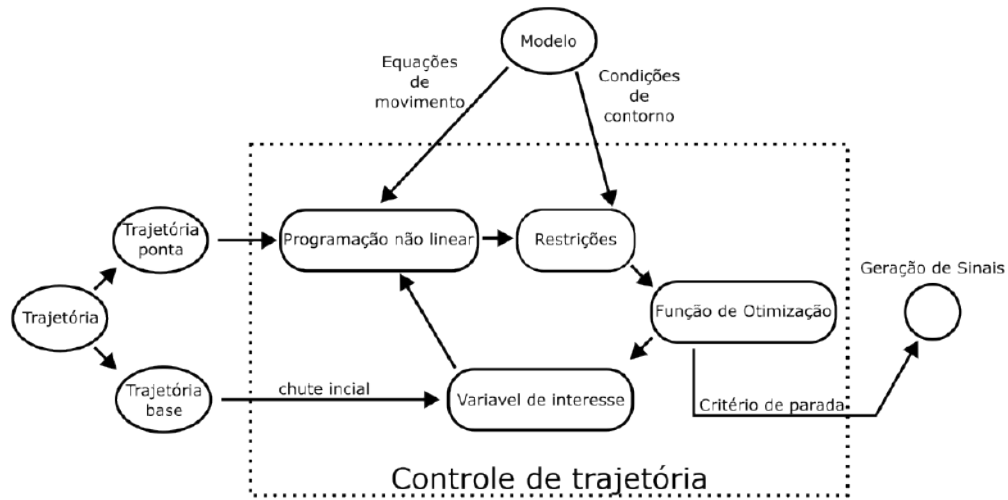 Modelo
Equações
de
movimento
Condições
de
contorno
Trajetória
ponta
Programação não linear
Restrições
Geração de Sinais
Trajetória
Função de Otimização
Trajetória
base
chute incial
Variavel de interesse
Critério de parada
Controle de trajetória